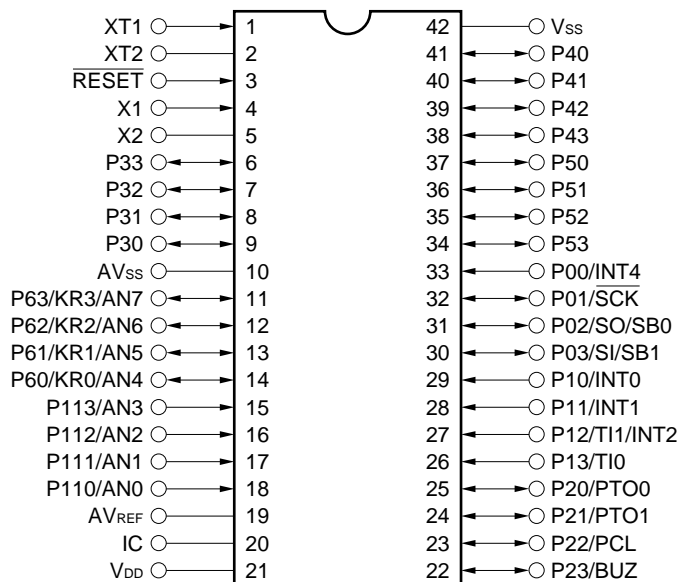 XT1 1 42 Vss
XT2 2 41 P40
RESET 3 40 P41
X1 4 39 P42
X2 5 38 P43
P33 6 37 P50
P32 7 36 P51
P31 8 35 P52
P30 9 34 P53
AVss 10 33 P00/INT4
P63/KR3/AN7 11 32 P01/SCK
P62/KR2/AN6 12 31 P02/SO/SB0
P61/KR1/AN5 13 30 P03/SI/SB1
P60/KR0/AN4 14 29 P10/INT0
P113/AN3 15 28 P11/INT1
P112/AN2 16 27 P12/TI1/INT2
P111/AN1 17 26 P13/TI0
P110/AN0 18 25 P20/PTO0
AVREF 19 24 P21/PTO1
IC 20 23 P22/PCL
VDD 21 22 P23/BUZ